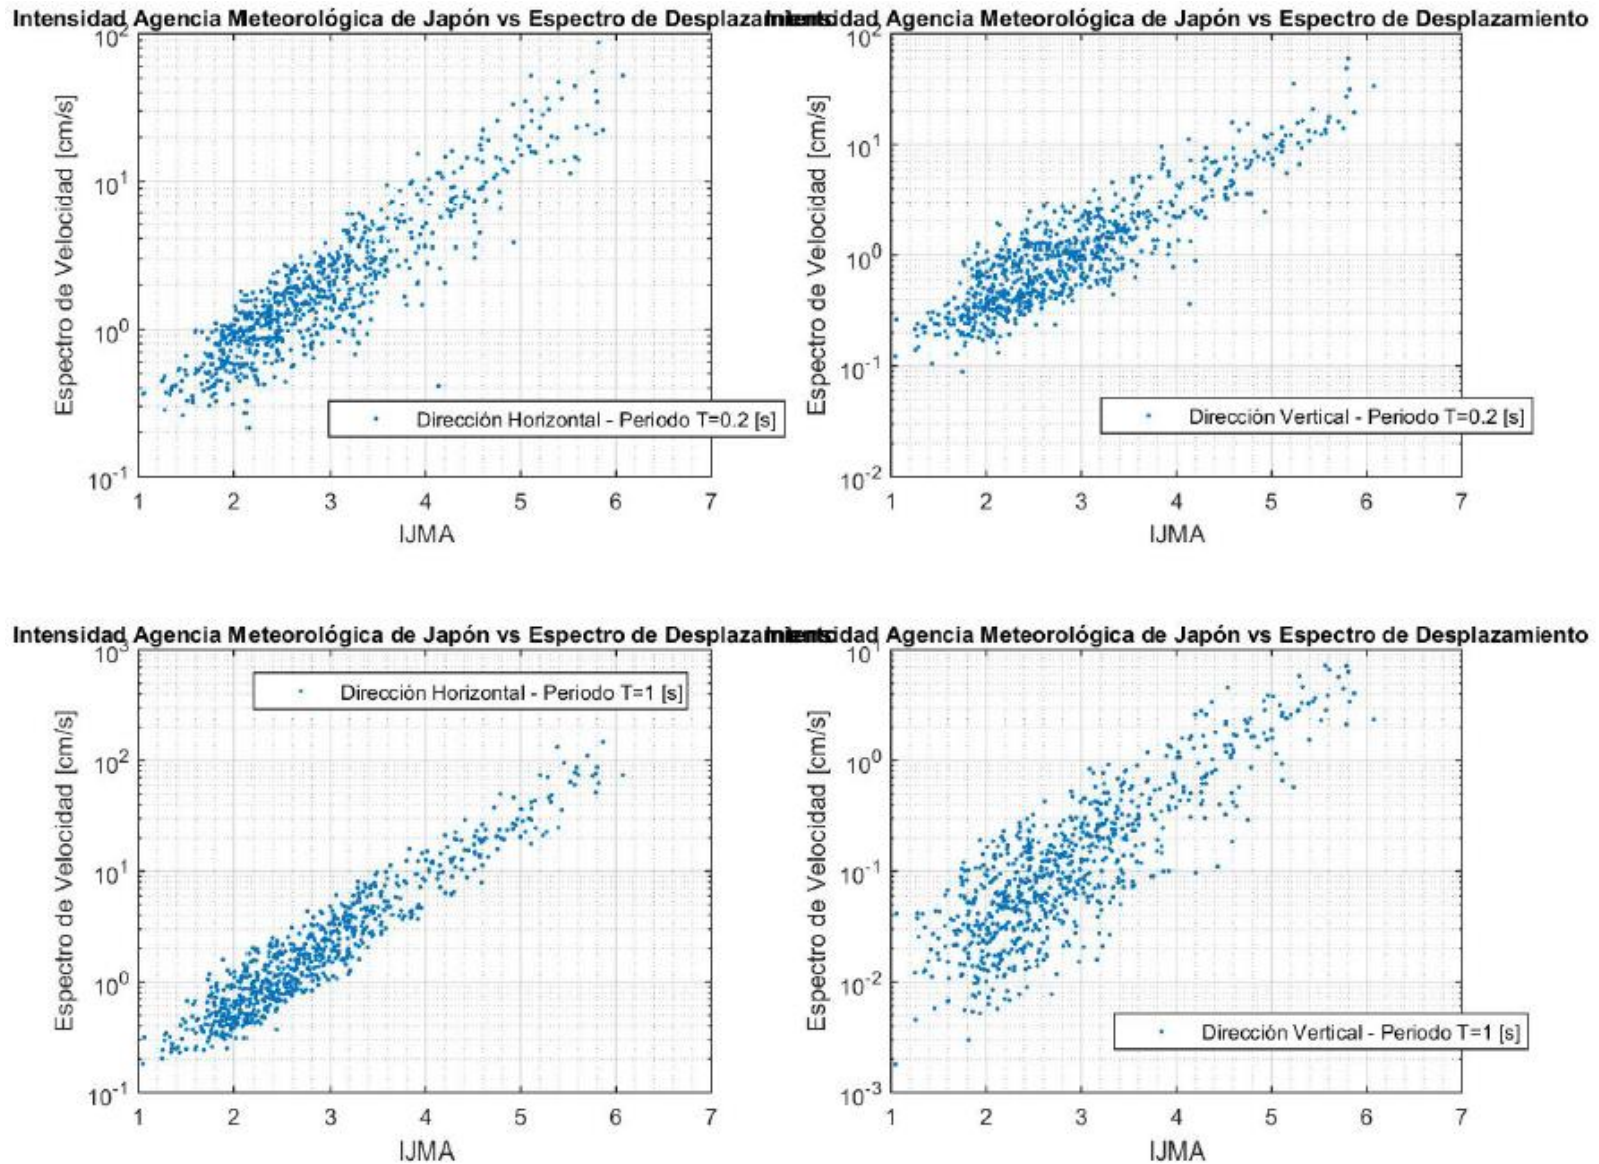 Intensidad Agencia Meteorológica de Japón vs Espectro de Desplazamiento
10^2
10^1
10^0
10^-1
Espectro de Velocidad [cm/s]
Dirección Horizontal - Periodo T=0.2 [s]
1 2 3 4 5 6 7
IJMA
Intensidad Agencia Meteorológica de Japón vs Espectro de Desplazamiento
10^2
10^1
10^0
10^-1
10^-2
Espectro de Velocidad [cm/s]
Dirección Vertical - Periodo T=0.2 [s]
1 2 3 4 5 6 7
IJMA
Intensidad Agencia Meteorológica de Japón vs Espectro de Desplazamiento
10^3
10^2
10^1
10^0
10^-1
Espectro de Velocidad [cm/s]
Dirección Horizontal - Periodo T=1 [s]
1 2 3 4 5 6 7
IJMA
Intensidad Agencia Meteorológica de Japón vs Espectro de Desplazamiento
10^1
10^0
10^-1
10^-2
10^-3
Espectro de Velocidad [cm/s]
Dirección Vertical - Periodo T=1 [s]
1 2 3 4 5 6 7
IJMA